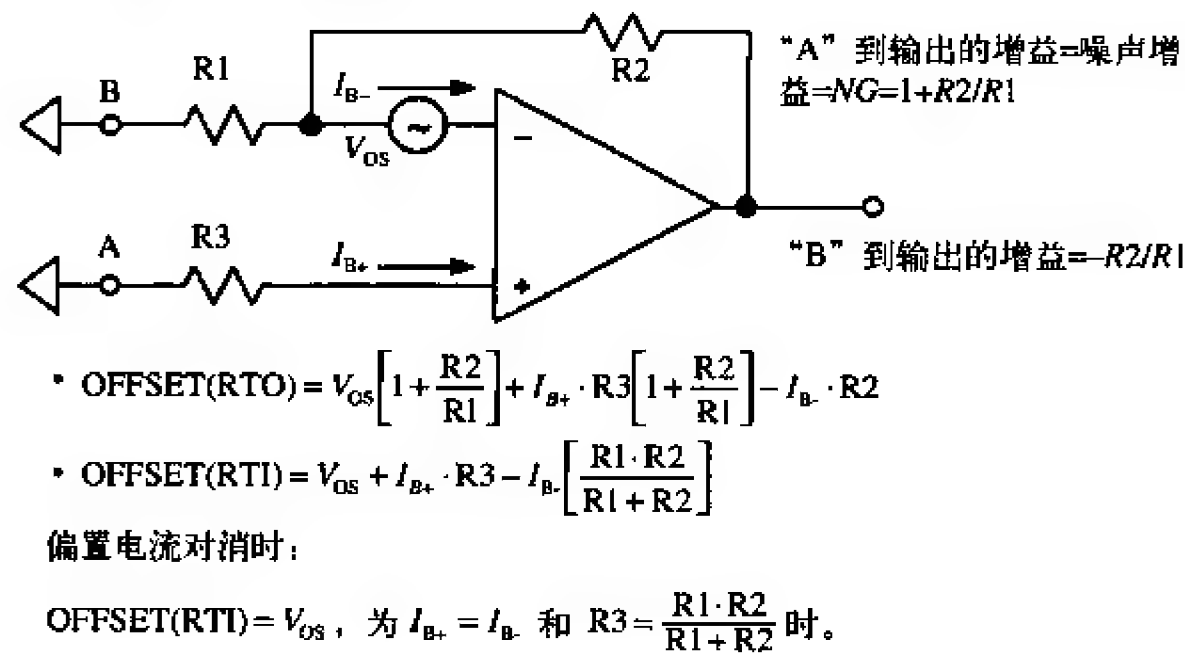 R2
"A"到输出的增益=噪声增
益=NG=1+R2/R1
R1
B
I_B-
V_OS
~
−
A
R3
I_B+
+
"B"到输出的增益=–R2/R1
• OFFSET(RTO) = V_OS[1 + R2/R1] + I_B+ · R3[1 + R2/R1] – I_B- · R2
• OFFSET(RTI) = V_OS + I_B+ · R3 – I_B-[R1·R2/(R1 + R2)]
偏置电流对消时：
OFFSET(RTI) = V_OS，为 I_B+ = I_B- 和 R3 = R1·R2/(R1 + R2) 时。